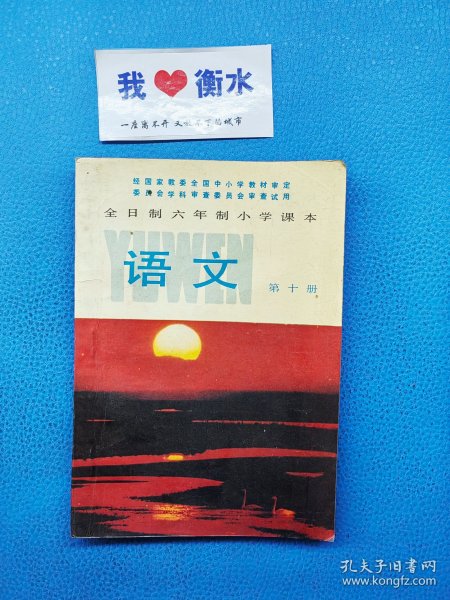 我❤衡水
一座离不开 又
的城市
经国家教委全国中小学教材审定
委员会学科审查委员会审查试用
全日制六年制小学课本
YUWEN
语文
第十册
孔夫子旧书网
www.kongfz.com